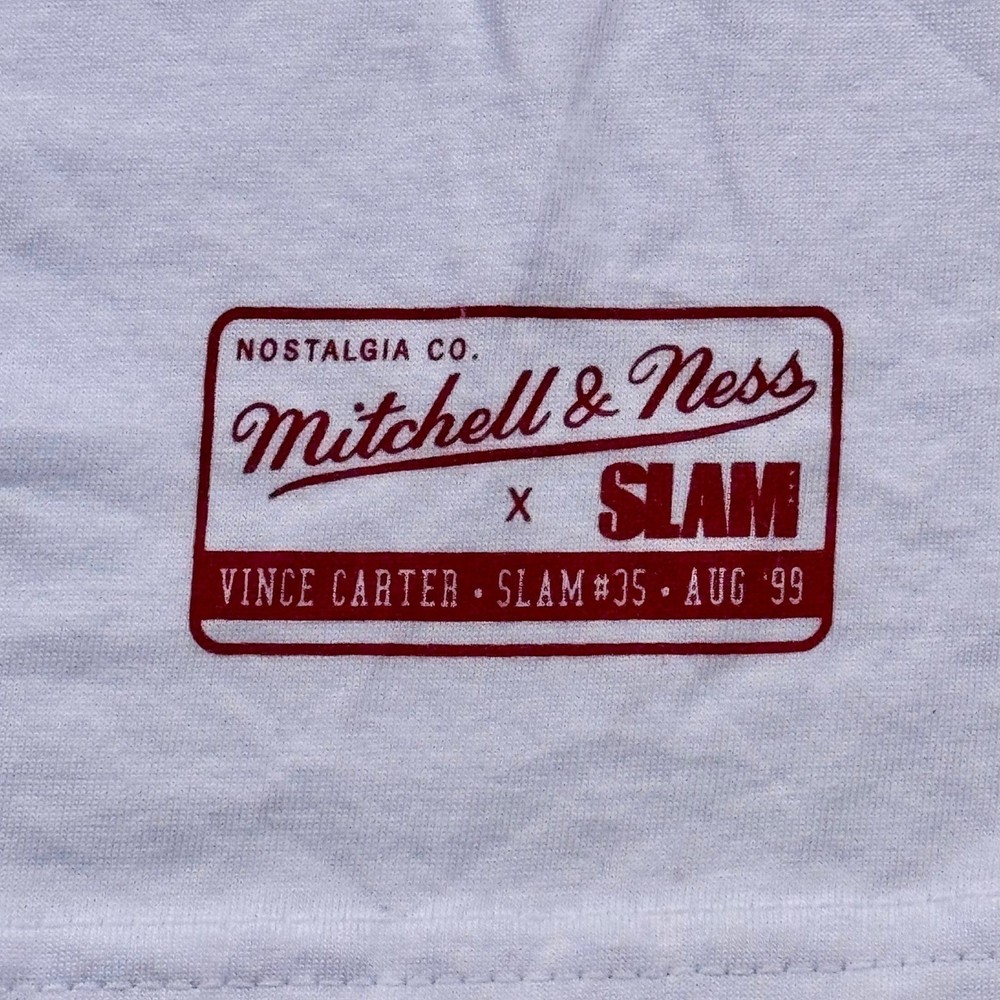 NOSTALGIA CO.
Mitchell & Ness
X SLAM
VINCE CARTER • SLAM #35 • AUG '99